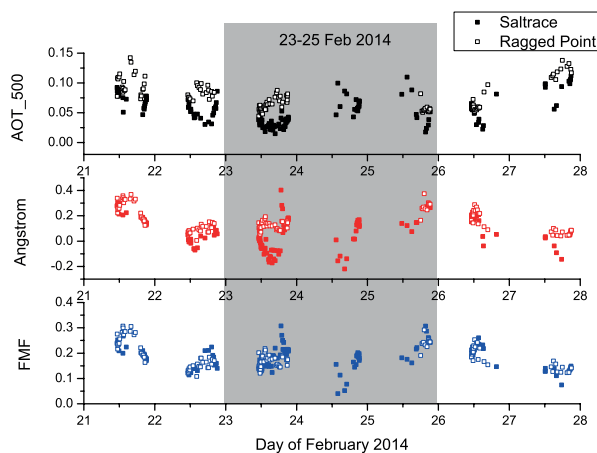 Saltrace
Ragged Point
23-25 Feb 2014
AOT_500
0.15
0.10
0.05
0.00
21 22 23 24 25 26 27 28
Angstrom
0.4
0.2
0.0
-0.2
21 22 23 24 25 26 27 28
FMF
0.4
0.3
0.2
0.1
0.0
21 22 23 24 25 26 27 28
Day of February 2014